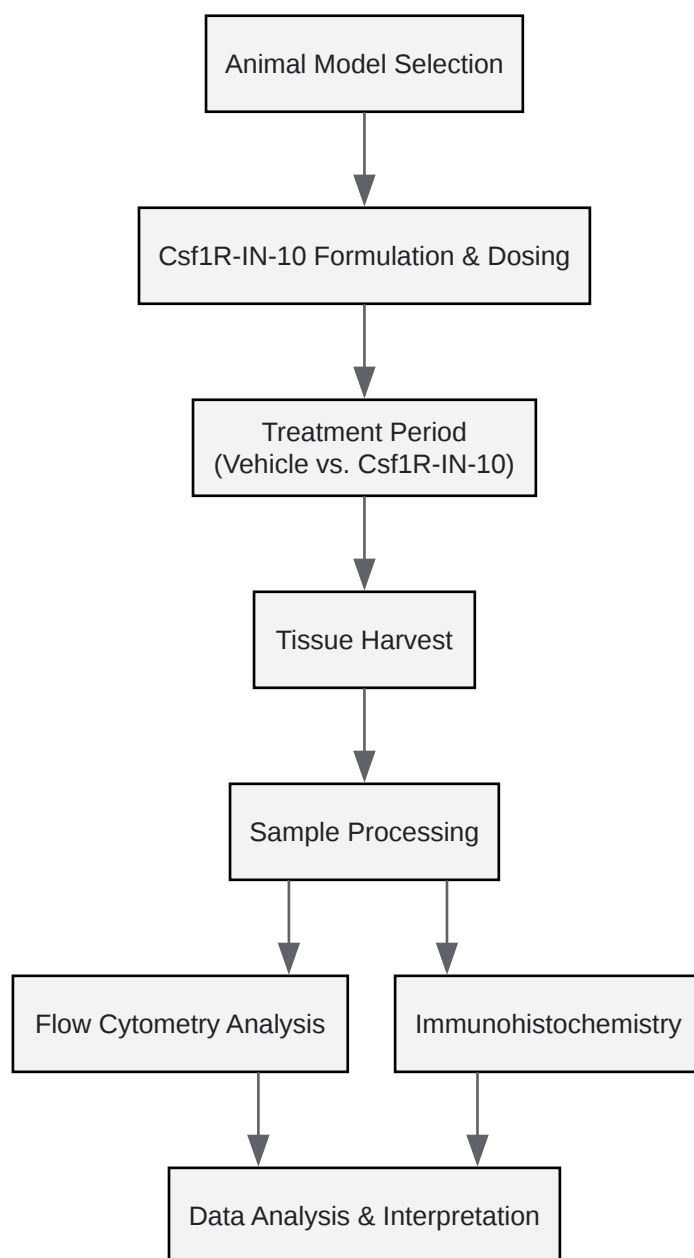 Animal Model Selection
Csf1R-IN-10 Formulation & Dosing
Treatment Period
(Vehicle vs. Csf1R-IN-10)
Tissue Harvest
Sample Processing
Flow Cytometry Analysis
Immunohistochemistry
Data Analysis & Interpretation